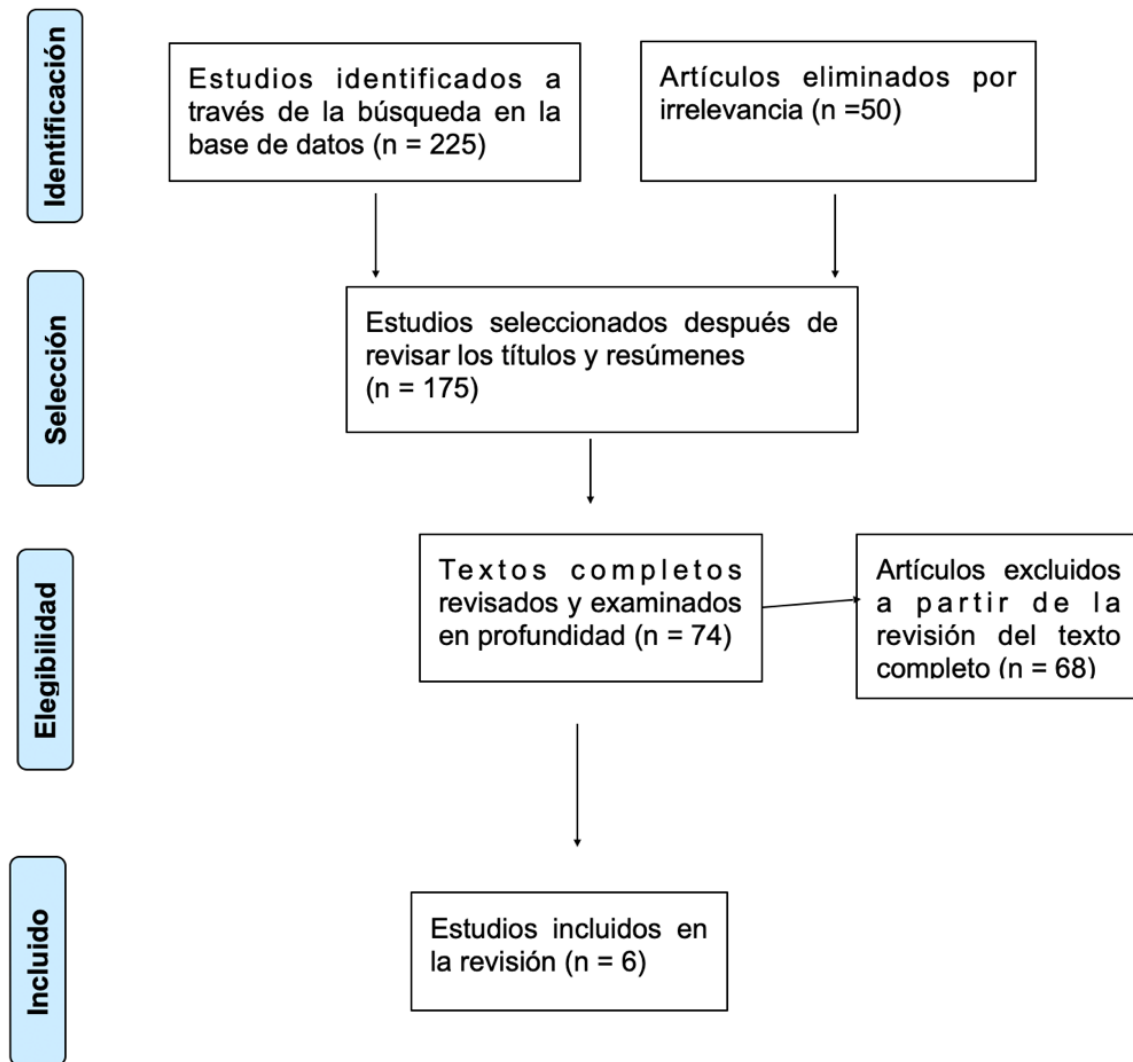 Identificación
Estudios identificados a
través de la búsqueda en la
base de datos (n = 225)
Artículos eliminados por
irrelevancia (n =50)
Selección
Estudios seleccionados después de
revisar los títulos y resúmenes
(n = 175)
Elegibilidad
Textos completos
revisados y examinados
en profundidad (n = 74)
Artículos excluidos
a partir de la
revisión del texto
completo (n = 68)
Incluido
Estudios incluidos en
la revisión (n = 6)